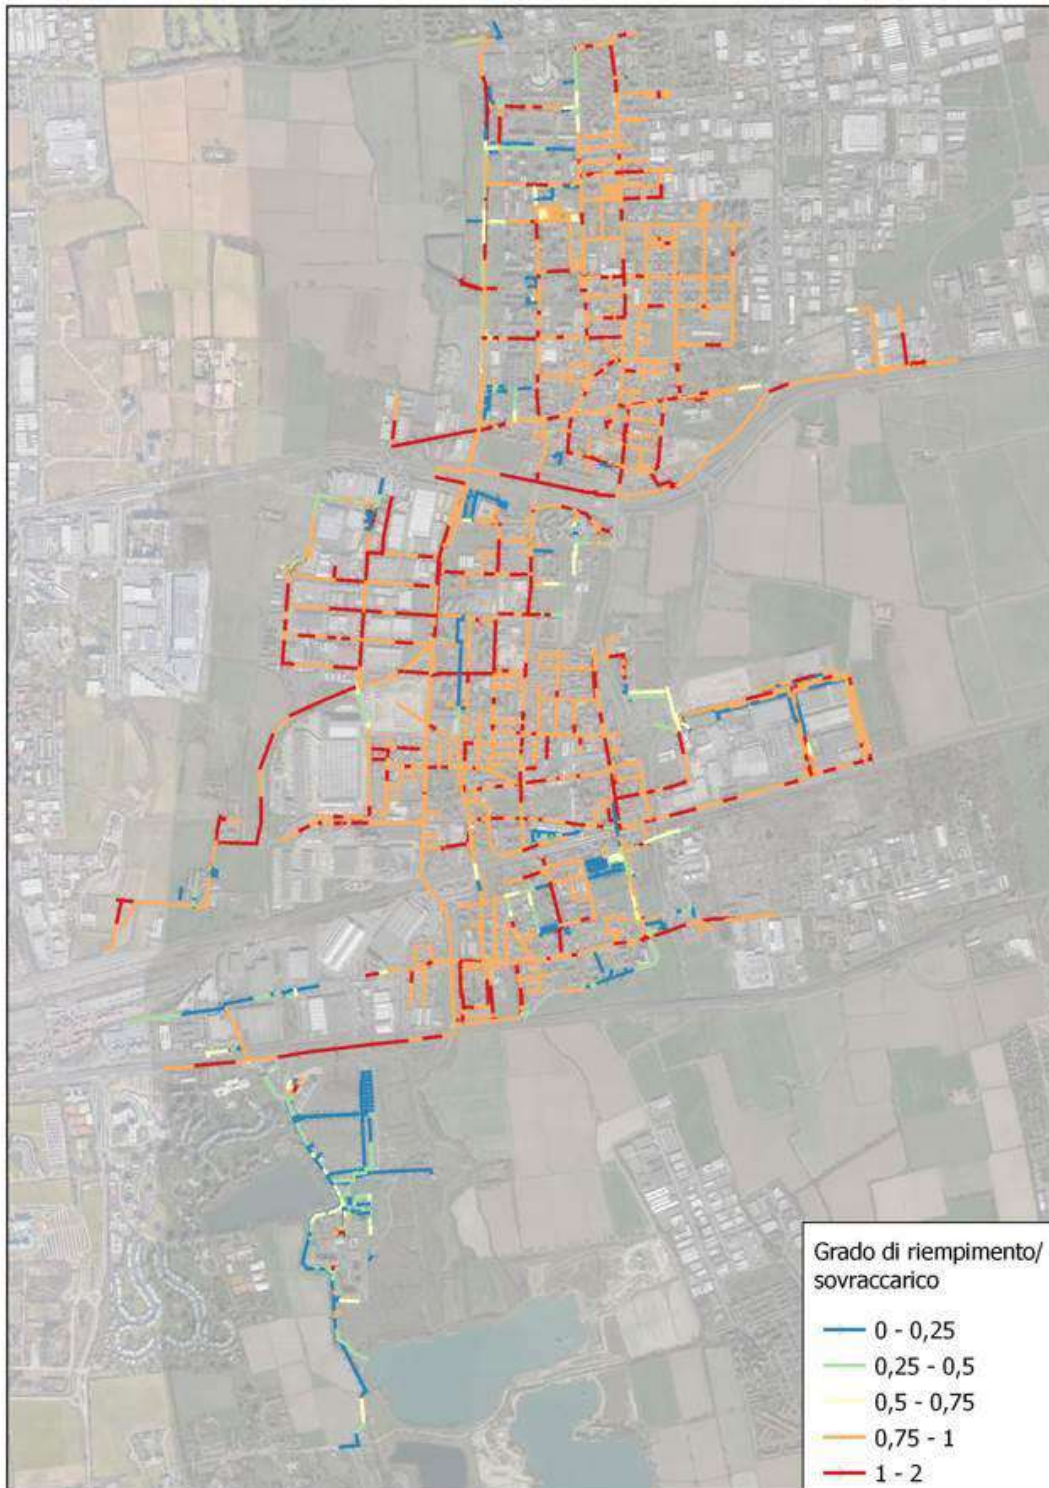 Grado di riempimento/
sovraccarico
0 - 0,25
0,25 - 0,5
0,5 - 0,75
0,75 - 1
1 - 2